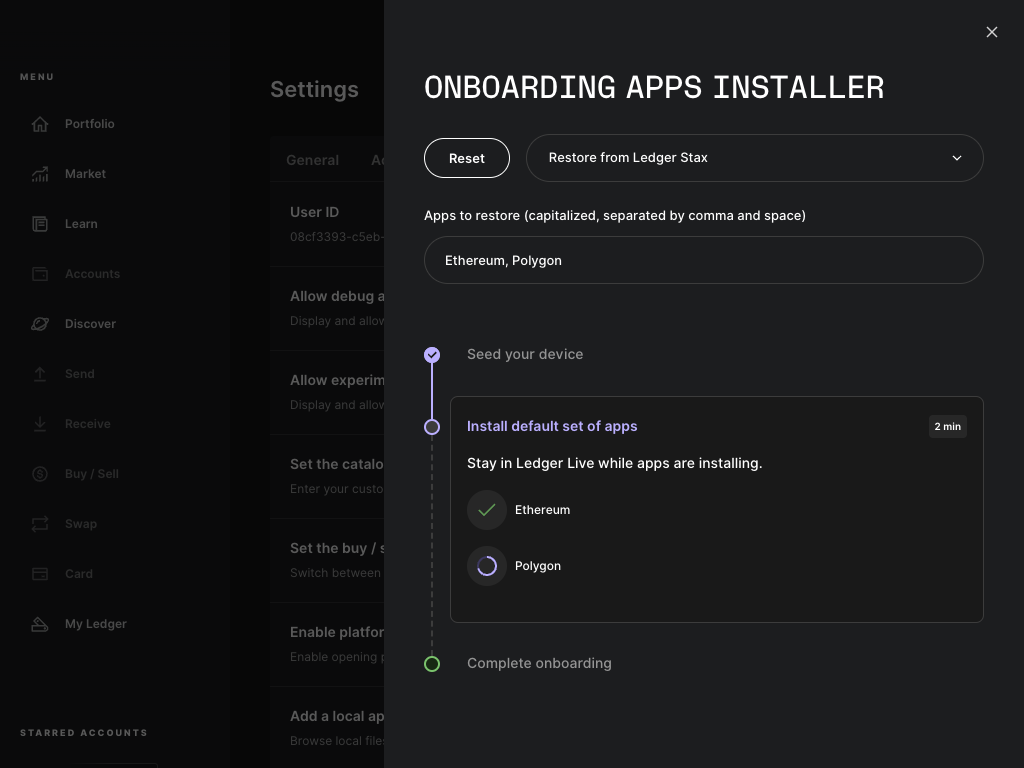 MENU
Portfolio
Market
Learn
Accounts
Discover
Send
Receive
Buy / Sell
Swap
Card
My Ledger
STARRED ACCOUNTS
Settings
General
User ID
08cf3393-c5eb-
Allow debug
Display and allow
Allow experim
Display and allow
Set the catalo
Enter your custo
Set the buy / s
Switch between
Enable platfor
Enable opening
Add a local ap
Browse local files
ONBOARDING APPS INSTALLER
Reset
Restore from Ledger Stax
Apps to restore (capitalized, separated by comma and space)
Ethereum, Polygon
Seed your device
Install default set of apps
2 min
Stay in Ledger Live while apps are installing.
Ethereum
Polygon
Complete onboarding